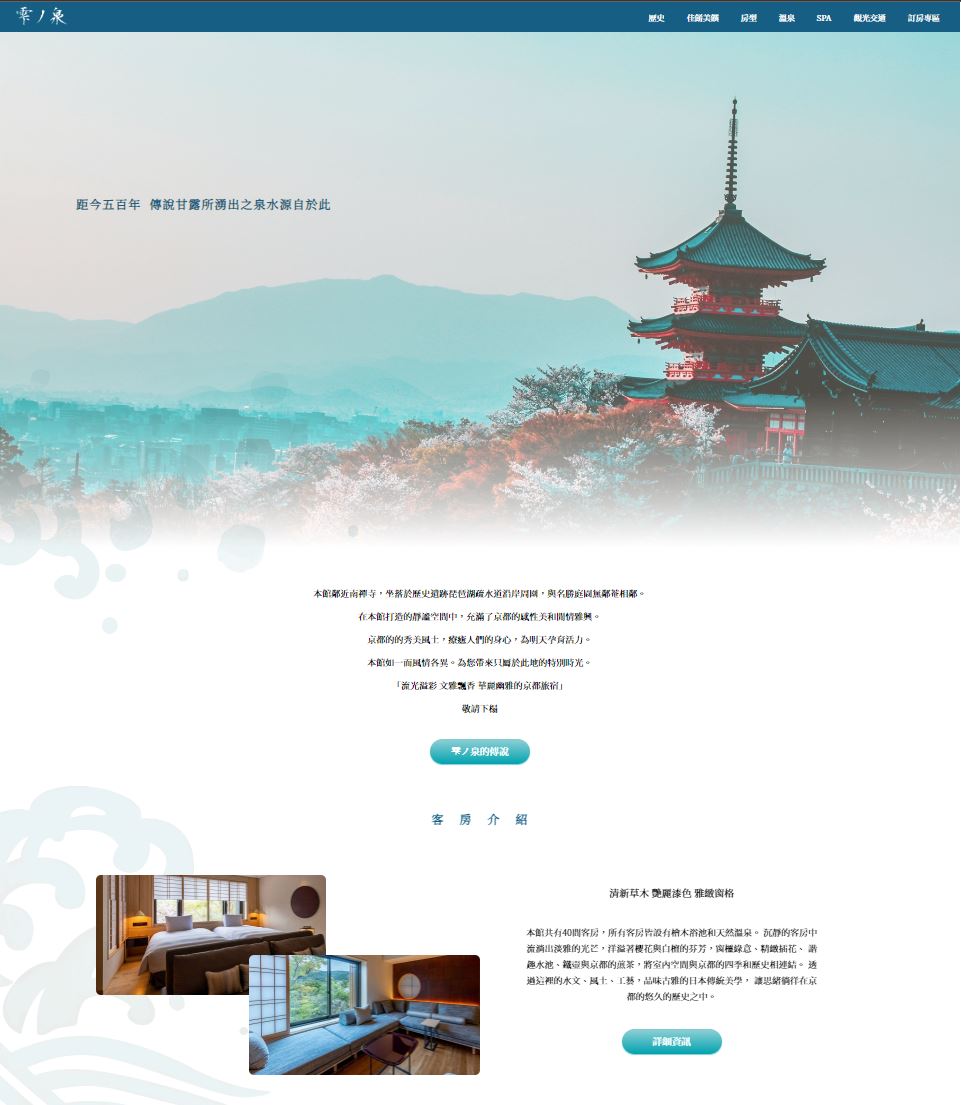 雫ノ泉
歷史 住館美饌 房型 溫泉 SPA 觀光交通 訂房專區
距今五百年 傳說甘露所湧出之泉水源自於此
本館鄰近南禪寺，坐落於歷史遺跡琵琶湖疏水道沿岸周圍，與名勝庭園無鄰菴相鄰。
在本館打造的靜謐空間中，充滿了京都的感性美和閒情雅興。
京都的的秀美風土，療癒人們的身心，為明天孕育活力。
本館如一而風情各異。為您帶來只屬於此地的特別時光。
「流光溢彩 文雅飄香 華麗幽雅的京都旅宿」
敬請下榻
雫ノ泉的傳說
客房介紹
清新草木 艷麗漆色 雅緻窗格
本館共有40間客房，所有客房皆設有檜木浴池和天然溫泉。 沉靜的客房中
流淌出淡雅的光芒，洋溢著櫻花與白檀的芬芳，窗櫺綠意、精緻插花、 諧
趣水池、鐵壺與京都的煎茶，將室內空間與京都的四季和歷史相連結。 透
過這裡的水文、風土、工藝，品味古雅的日本傳統美學， 讓思緒徜徉在京
都的悠久的歷史之中。
詳細資訊